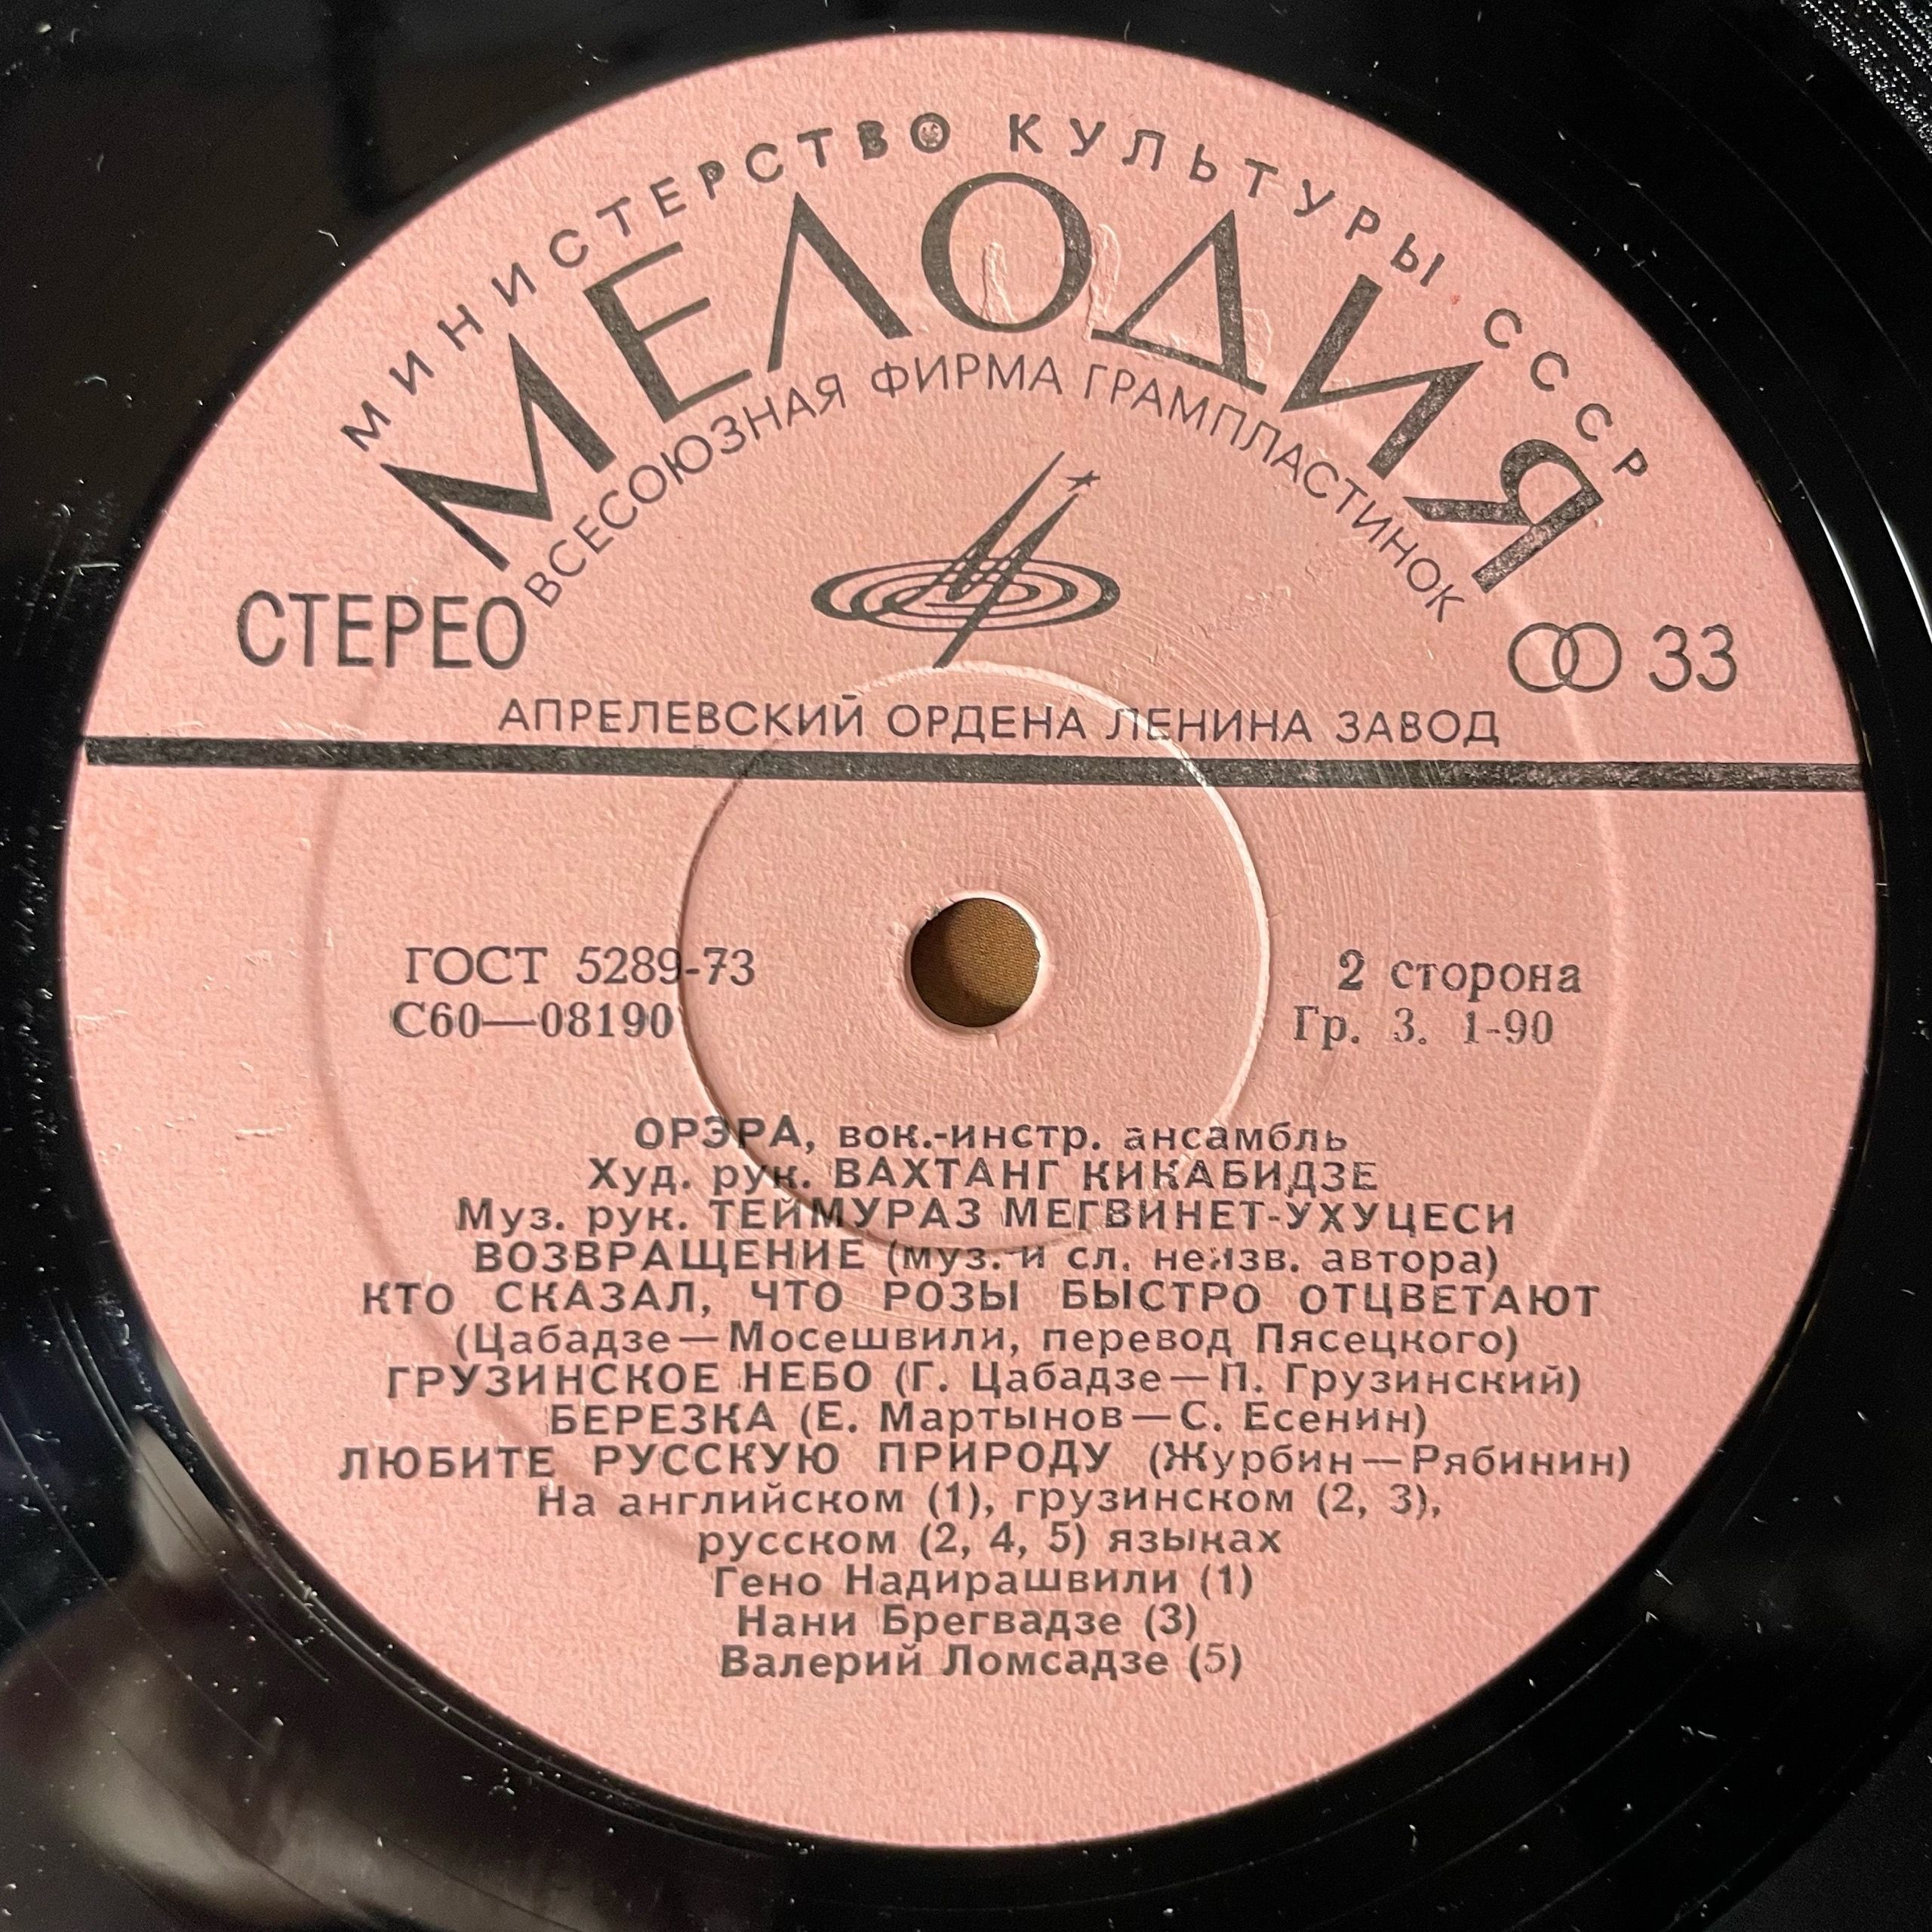 МИНИСТЕРСТВО КУЛЬТУРЫ СССР
МЕЛОДИЯ
ВСЕСОЮЗНАЯ ФИРМА ГРАМПЛАСТИНОК
СТЕРЕО
33
АПРЕЛЕВСКИЙ ОРДЕНА ЛЕНИНА ЗАВОД
ГОСТ 5289-73
С60—08190
2 сторона
Гр. 3. 1-90
ОРЭРА, вок.-инстр. ансамбль
Худ. рук. ВАХТАНГ КИКАБИДЗЕ
Муз. рук. ТЕЙМУРАЗ МЕГВИНЕТ-УХУЦЕСИ
ВОЗВРАЩЕНИЕ (муз. и сл. неизв. автора)
КТО СКАЗАЛ, ЧТО РОЗЫ БЫСТРО ОТЦВЕТАЮТ
(Цабадзе—Мосешвили, перевод Пясецкого)
ГРУЗИНСКОЕ НЕБО (Г. Цабадзе—П. Грузинский)
БЕРЕЗКА (Е. Мартынов—С. Есенин)
ЛЮБИТЕ РУССКУЮ ПРИРОДУ (Журбин—Рябинин)
На английском (1), грузинском (2, 3),
русском (2, 4, 5) языках
Гено Надирашвили (1)
Нани Брегвадзе (3)
Валерий Ломсадзе (5)